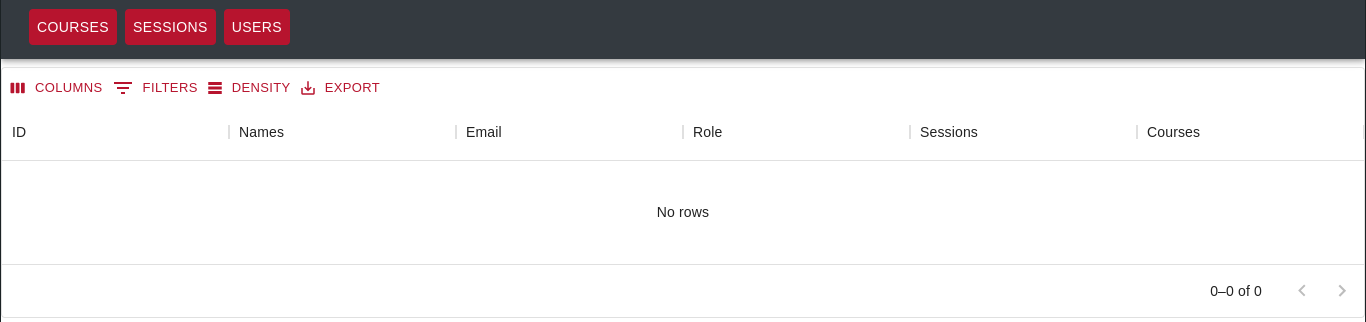 COURSES SESSIONS USERS
COLUMNS FILTERS DENSITY EXPORT
ID Names Email Role Sessions Courses
No rows
0–0 of 0